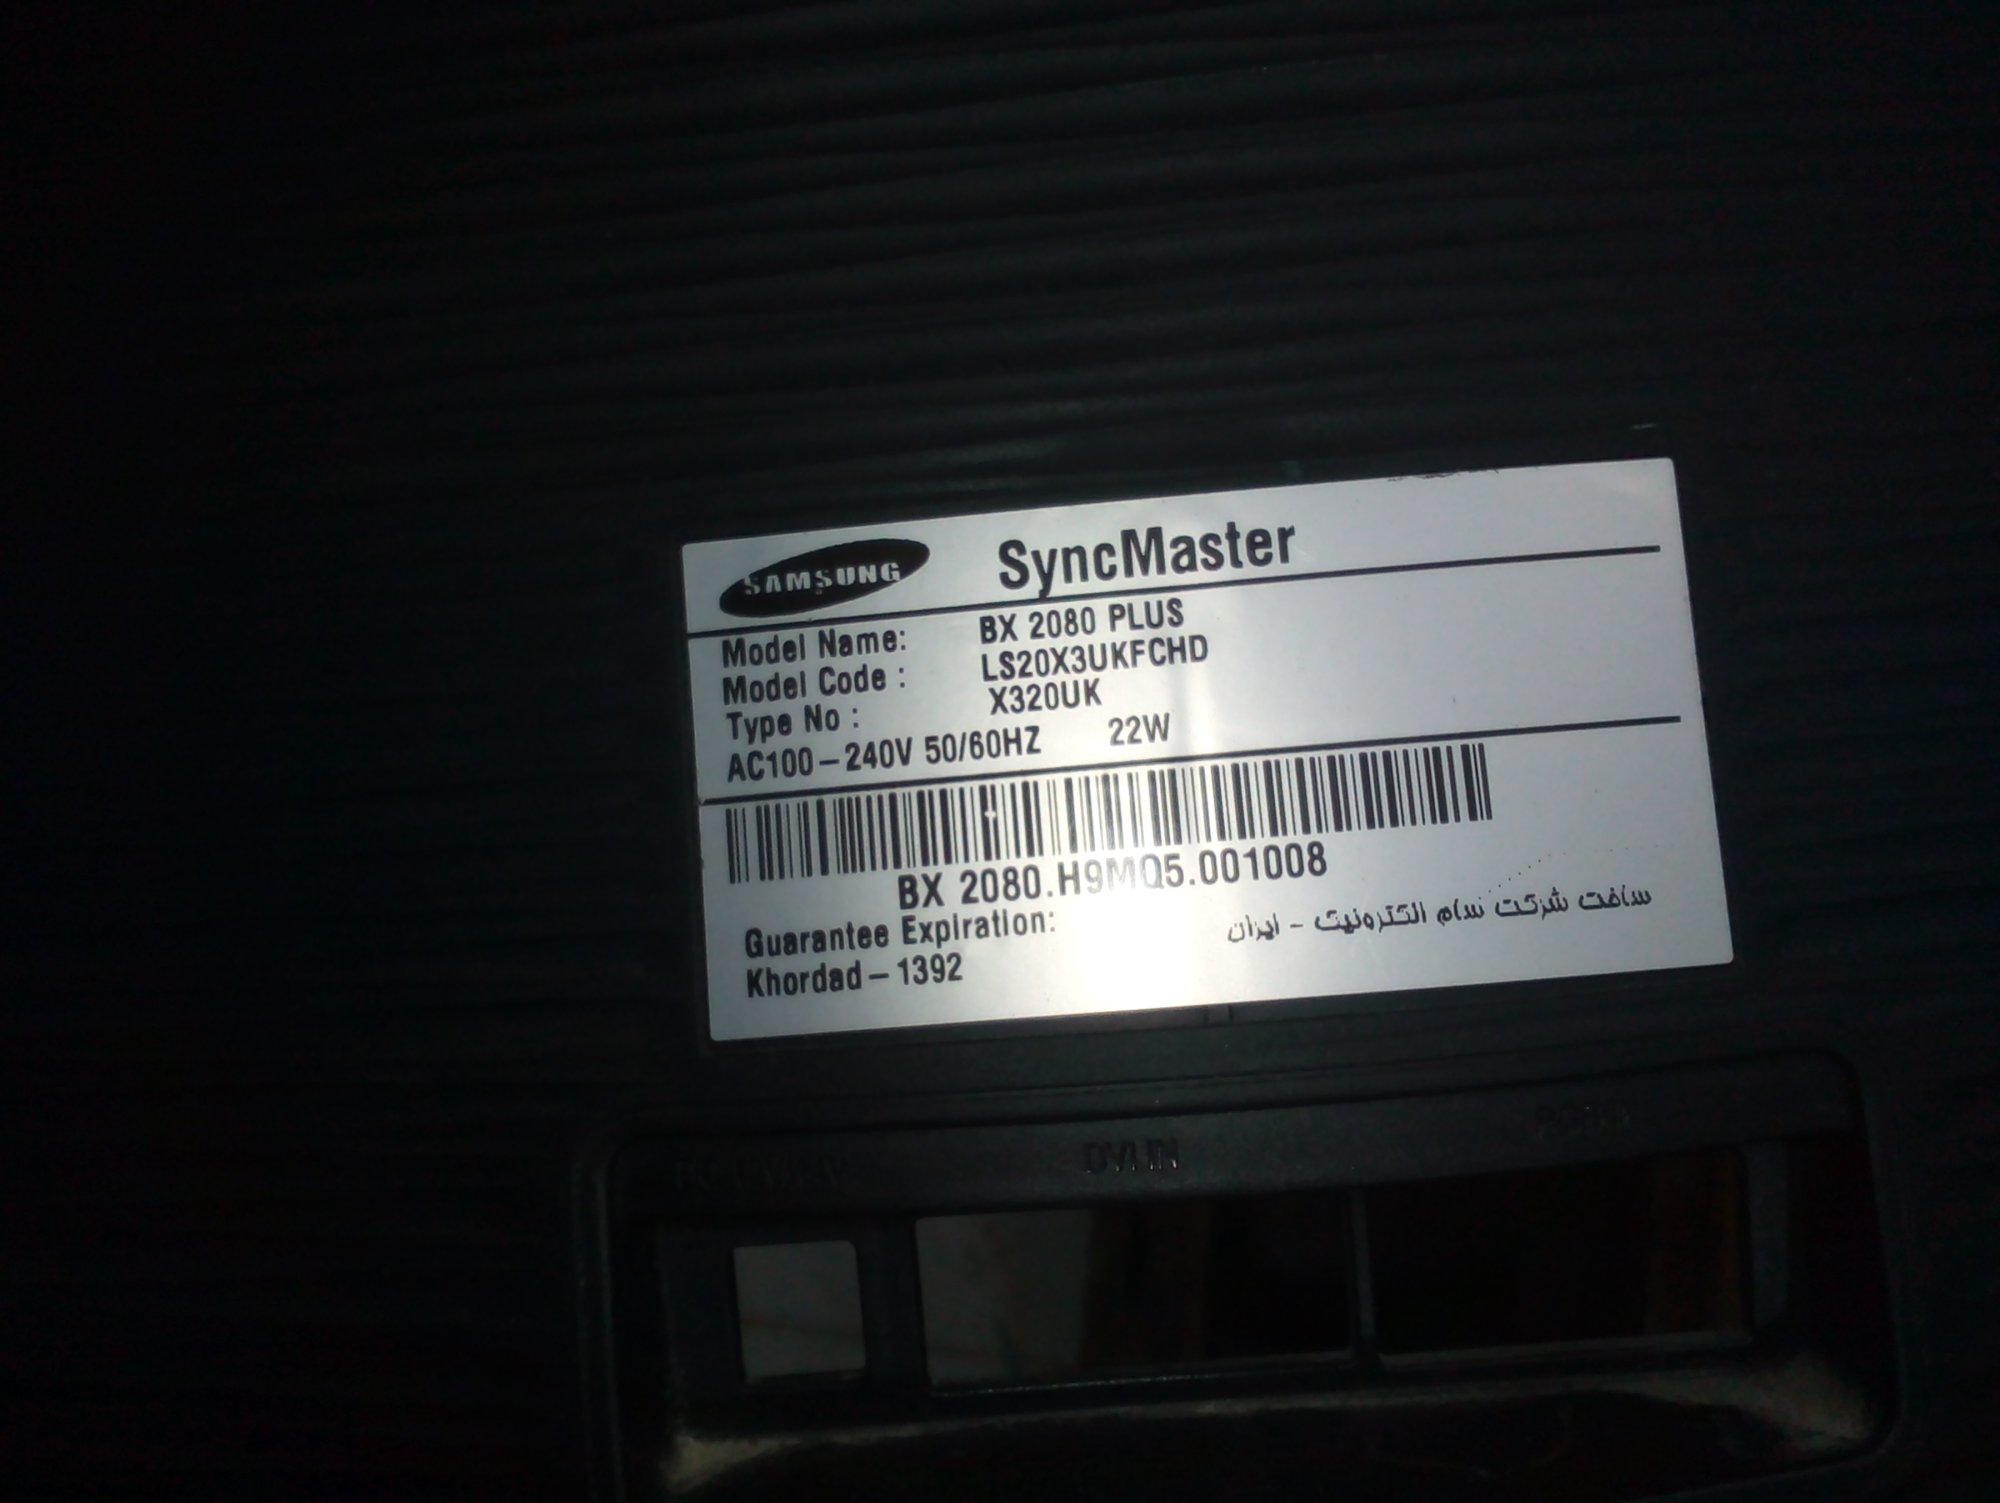 SAMSUNG SyncMaster
Model Name: BX 2080 PLUS
Model Code : LS20X3UKFCHD
Type No : X320UK
AC100-240V 50/60HZ 22W
BX 2080.H9MQ5.001008
Guarantee Expiration:
Khordad-1392
ساخت شرکت سام الکترونیک - ایران
DVI IN